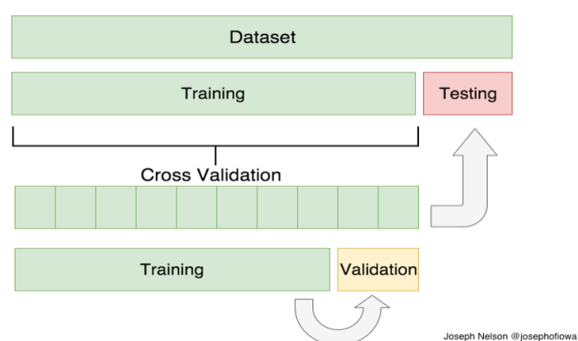 Dataset
Training
Testing
Cross Validation
Training
Validation
Joseph Nelson @josephofiowa